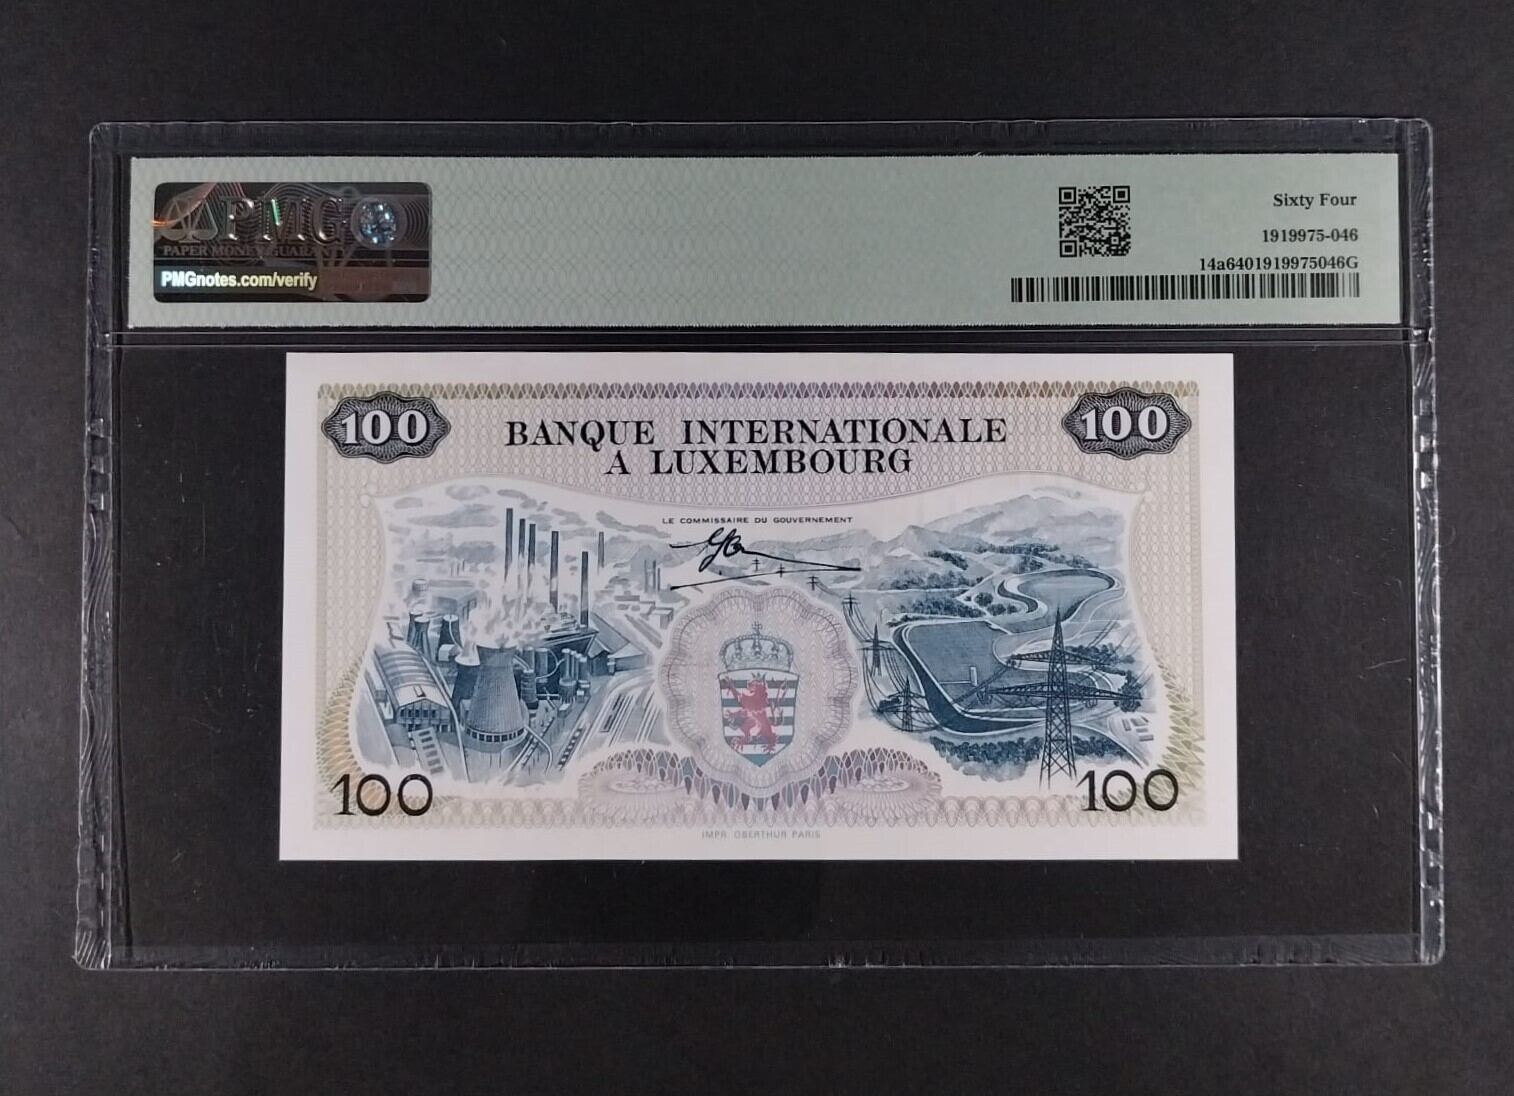 PMG
PAPER MONEY GUARANTY
PMGnotes.com/verify
Sixty Four
1919975-046
14a6401919975046G
100
100
BANQUE INTERNATIONALE
A LUXEMBOURG
LE COMMISSAIRE DU GOUVERNEMENT
100
100
IMPR. OBERTHUR PARIS